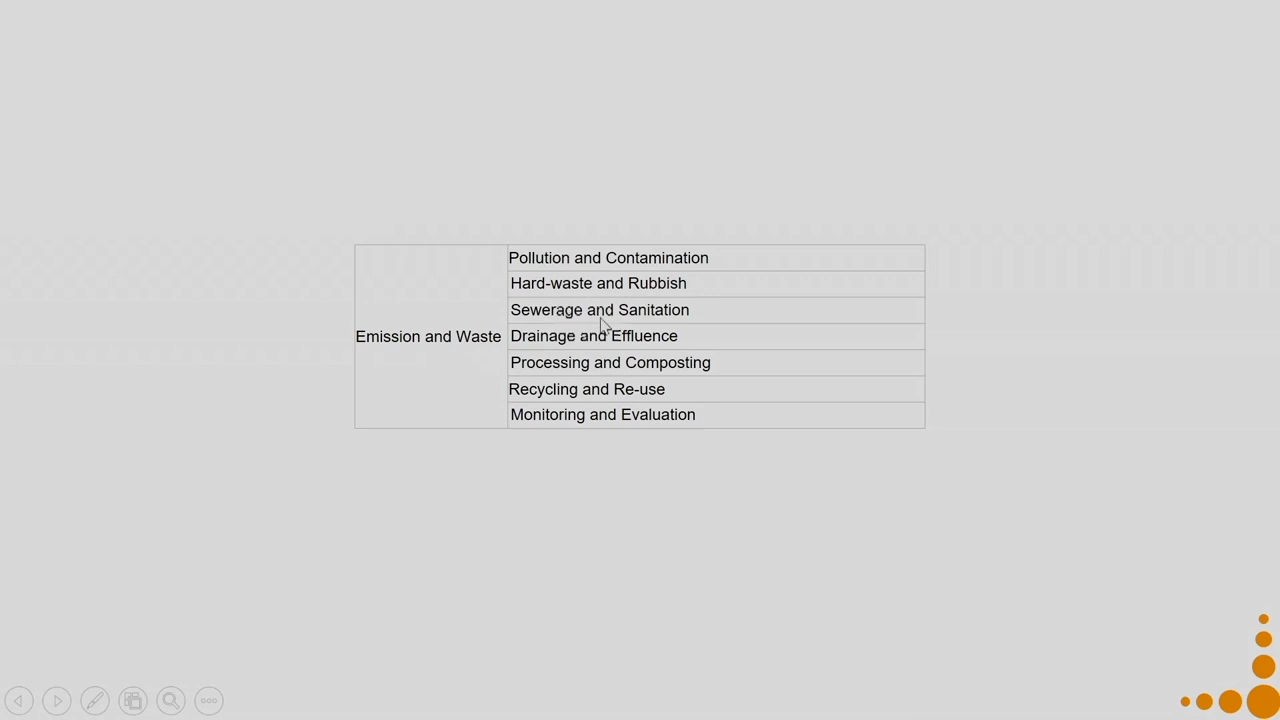 Emission and Waste
Pollution and Contamination
Hard-waste and Rubbish
Sewerage and Sanitation
Drainage and Effluence
Processing and Composting
Recycling and Re-use
Monitoring and Evaluation